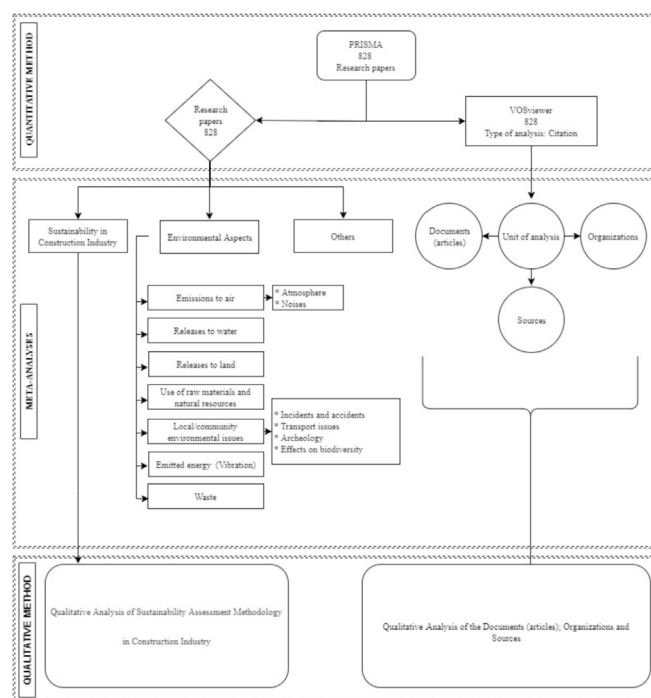 QUANTITATIVE METHOD
PRISMA
828
Research papers
Research
papers
828
VOSviewer
828
Type of analysis: Citation
META-ANALYSES
Sustainability in
Construction Industry
Environmental Aspects
Others
Emissions to air
* Atmosphere
* Noises
Releases to water
Releases to land
Use of raw materials and
natural resources
Local/community
environmental issues
* Incidents and accidents
* Transport issues
* Archeology
* Effects on biodiversity
Emitted energy (Vibration)
Waste
Documents
(articles)
Unit of analysis
Organizations
Sources
QUALITATIVE METHOD
Qualitative Analysis of Sustainability Assessment Methodology
in Construction Industry
Qualitative Analysis of the Documents (articles); Organizations and
Sources